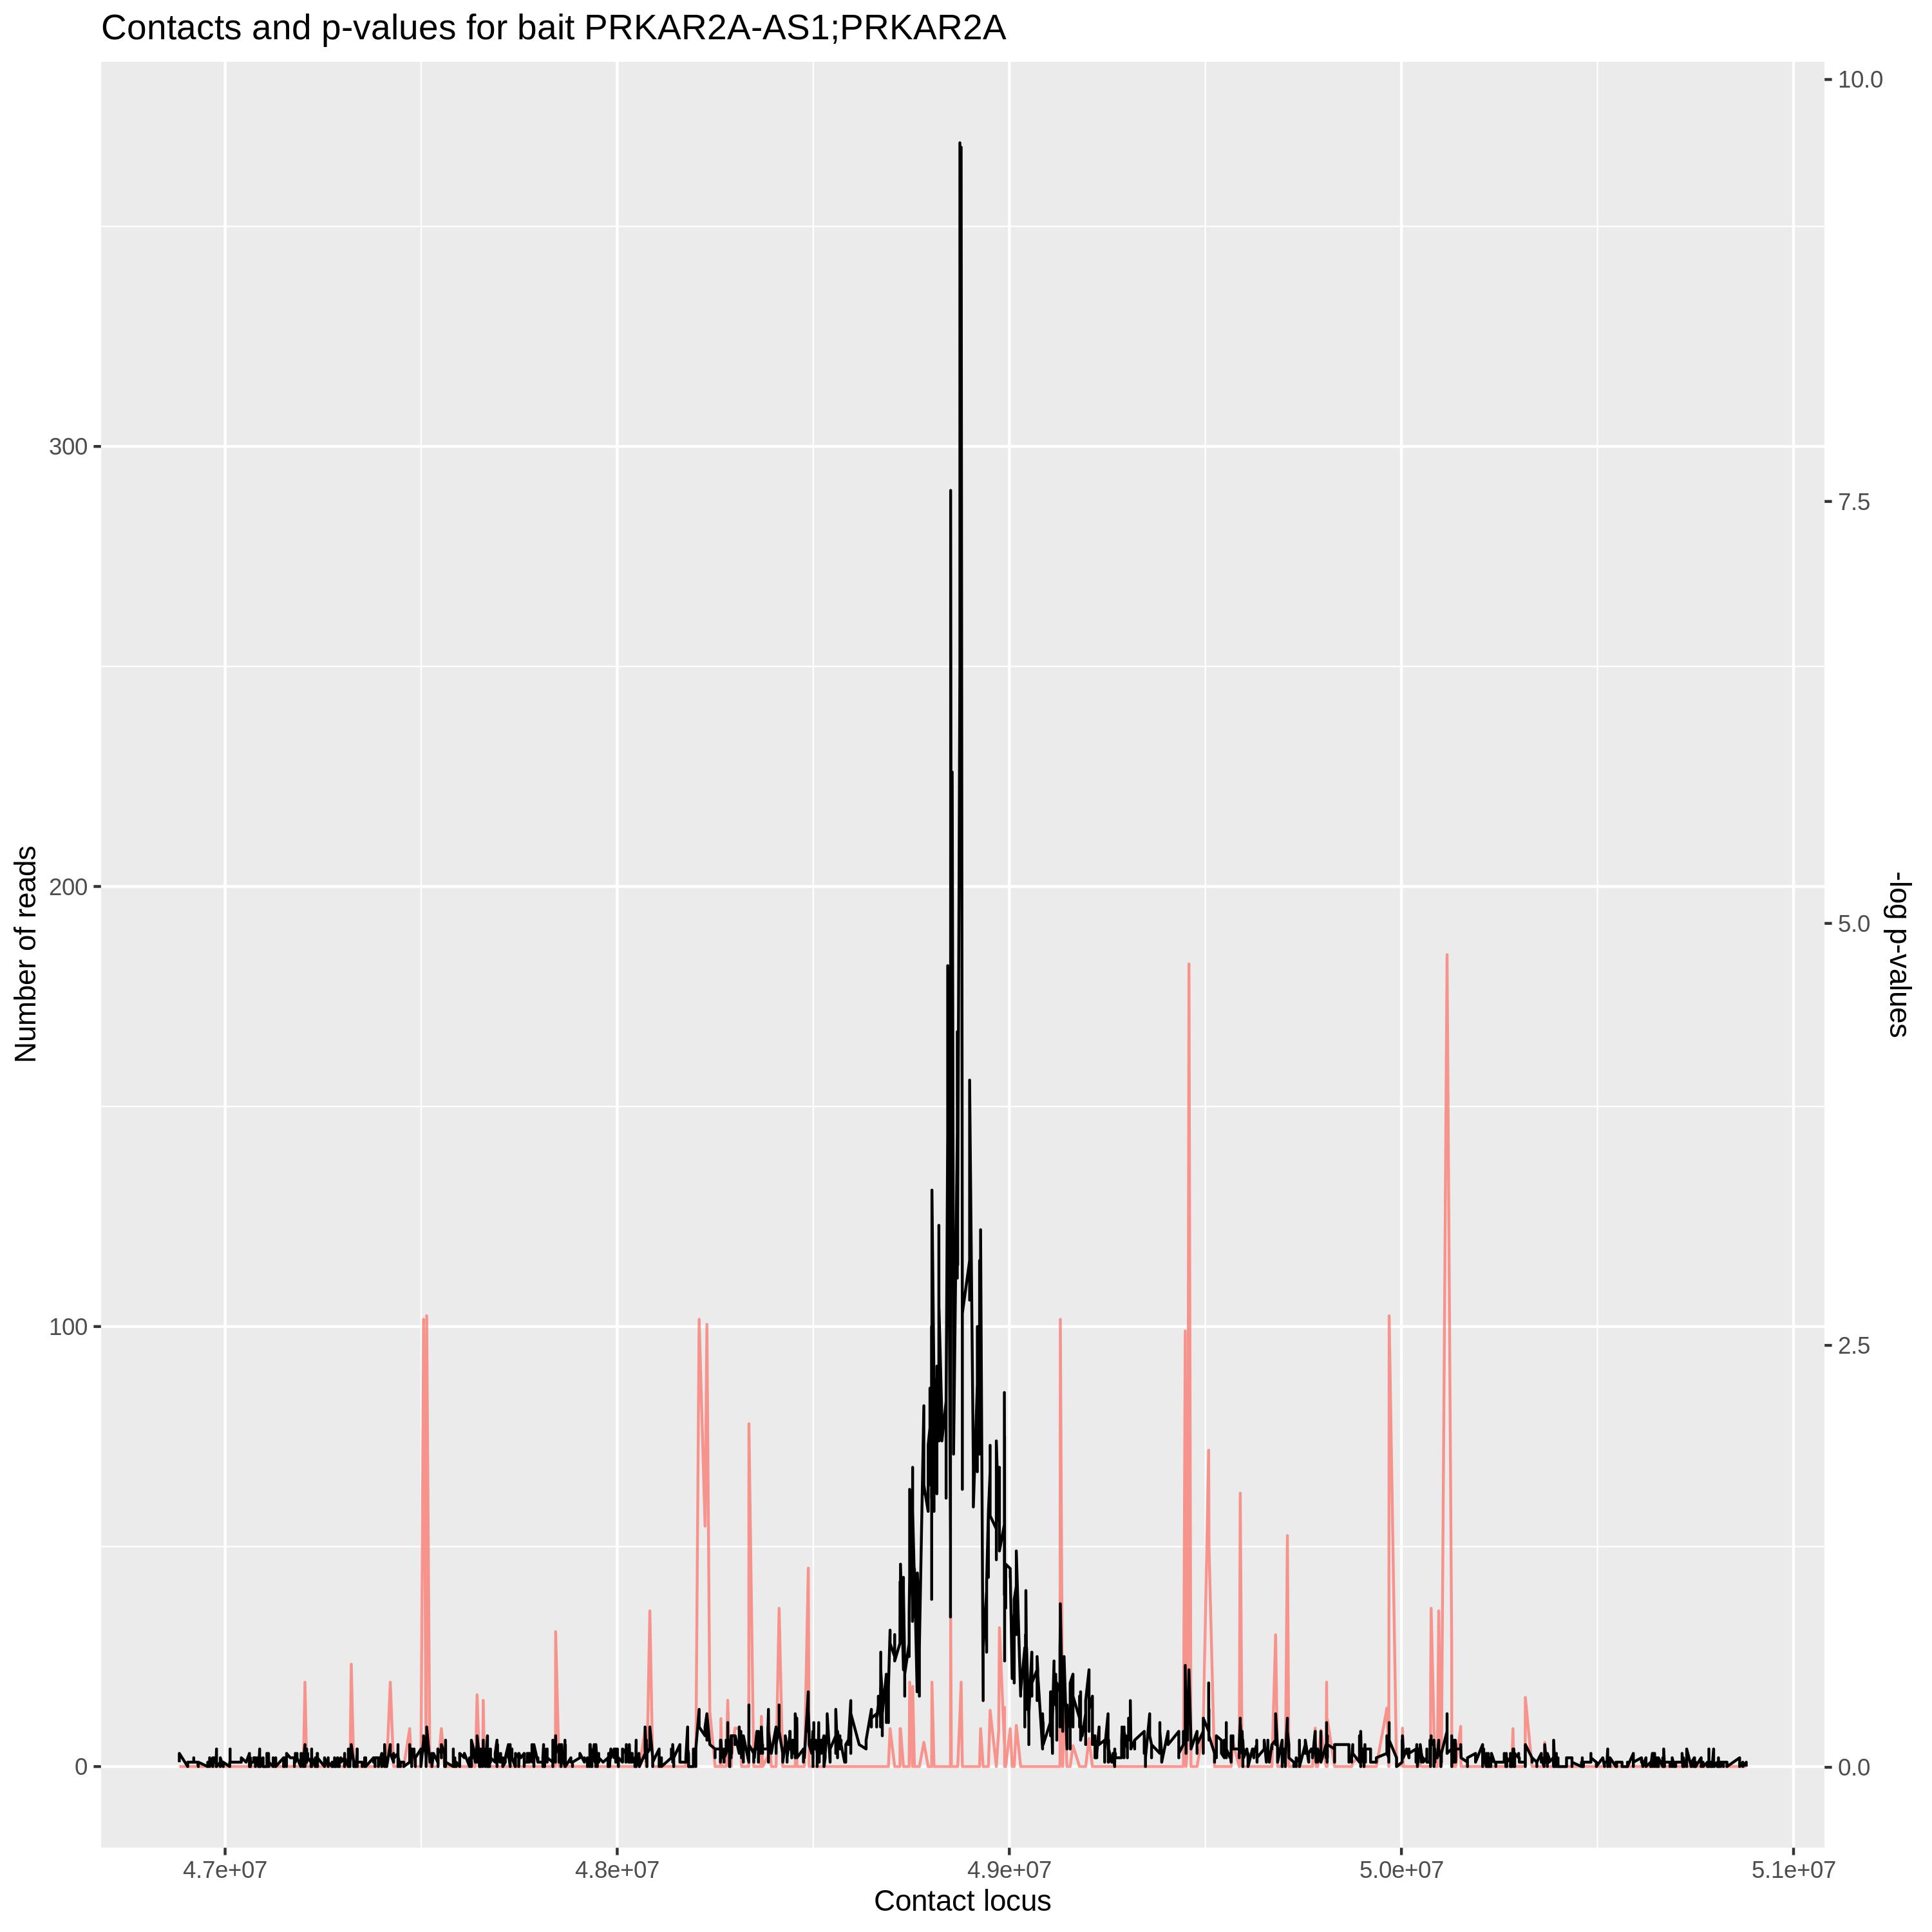 Contacts and p-values for bait PRKAR2A-AS1;PRKAR2A
10.0
300
7.5
Number of reads
200
5.0
-log p-values
100
2.5
0
0.0
4.7e+07 4.8e+07 4.9e+07 5.0e+07 5.1e+07
Contact locus